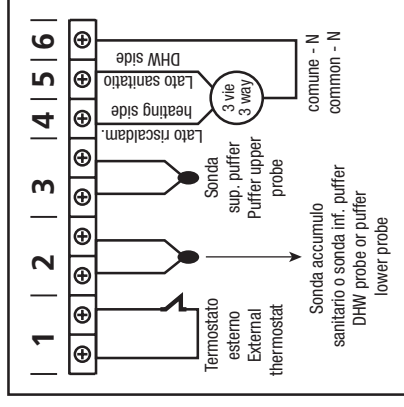 1 2 3 4 5 6
Lato riscaldam.
heating side
Lato sanitatio
DHW side
3 vie
3 way
Termostato
esterno
External
thermostat
Sonda
sup. puffer
Puffer upper
probe
comune - N
common - N
Sonda accumulo
sanitario o sonda inf. puffer
DHW probe or puffer
lower probe